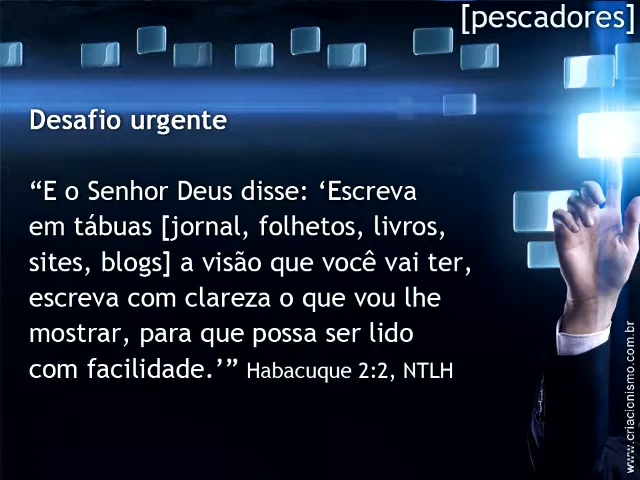 [pescadores]
Desafio urgente
“E o Senhor Deus disse: ‘Escreva
em tábuas [jornal, folhetos, livros,
sites, blogs] a visão que você vai ter,
escreva com clareza o que vou lhe
mostrar, para que possa ser lido
com facilidade.’” Habacuque 2:2, NTLH
www.criacionismo.com.br